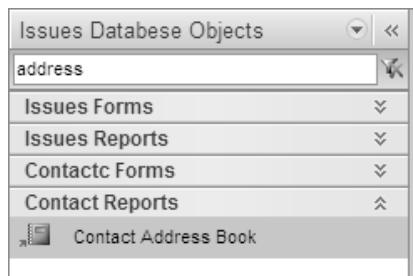 Issues Databese Objects
address
Issues Forms
Issues Reports
Contactc Forms
Contact Reports
Contact Address Book